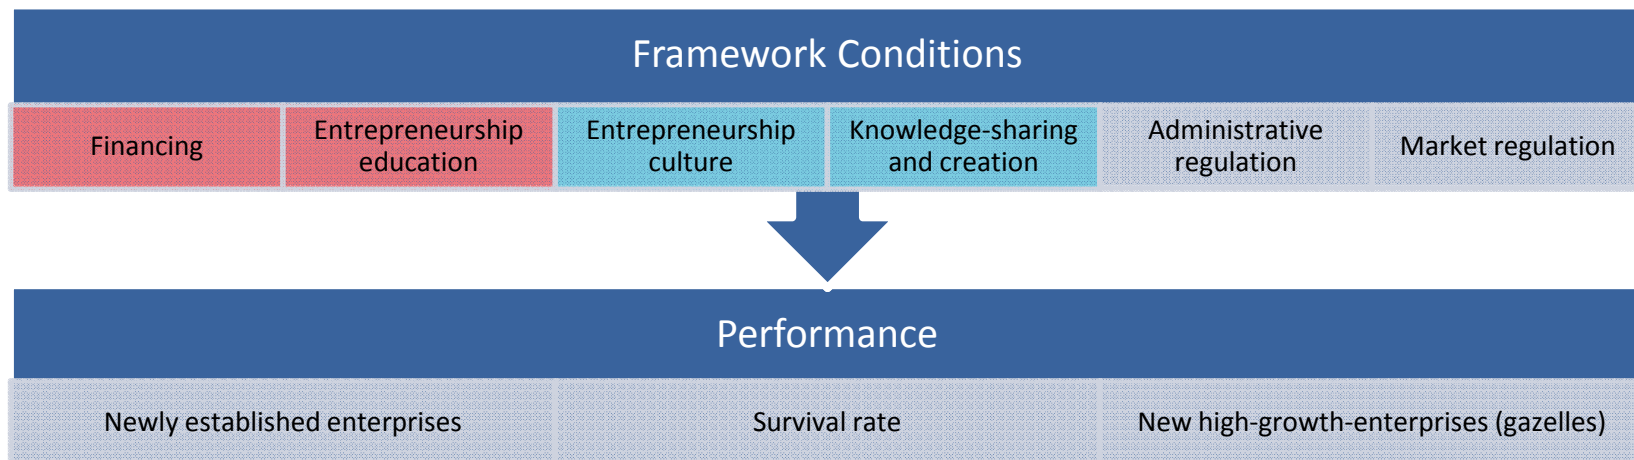 Framework Conditions
Financing
Entrepreneurship
education
Entrepreneurship
culture
Knowledge-sharing
and creation
Administrative
regulation
Market regulation
Performance
Newly established enterprises
Survival rate
New high-growth-enterprises (gazelles)